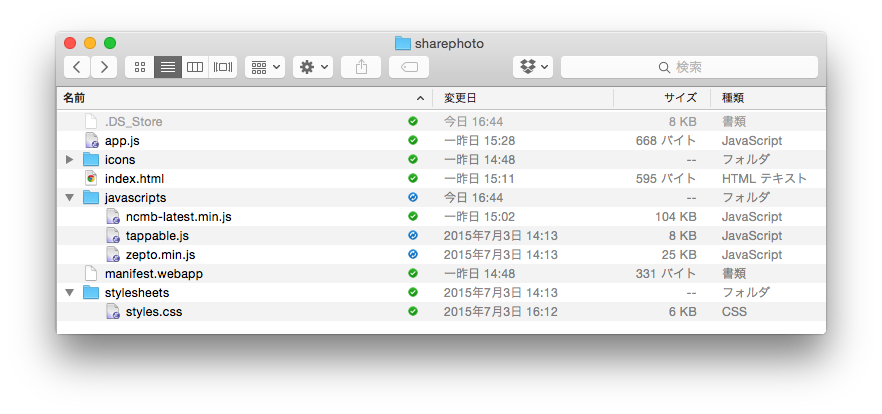 sharephoto
検索
名前 変更日 サイズ 種類
.DS_Store 今日 16:44 8 KB 書類
app.js 一昨日 15:28 668 バイト JavaScript
icons 一昨日 14:48 -- フォルダ
index.html 一昨日 15:11 595 バイト HTML テキスト
javascripts 今日 16:44 -- フォルダ
ncmb-latest.min.js 一昨日 15:02 104 KB JavaScript
tappable.js 2015年7月3日 14:13 8 KB JavaScript
zepto.min.js 2015年7月3日 14:13 25 KB JavaScript
manifest.webapp 一昨日 14:48 331 バイト 書類
stylesheets 2015年7月3日 14:13 -- フォルダ
styles.css 2015年7月3日 16:12 6 KB CSS